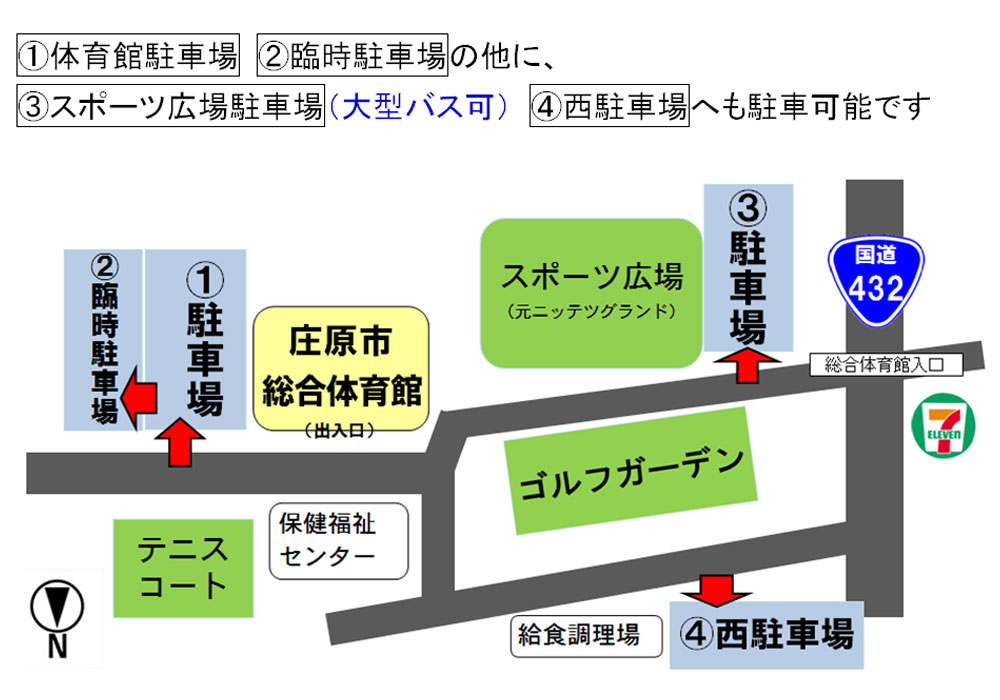 ①体育館駐車場 ②臨時駐車場の他に、
③スポーツ広場駐車場（大型バス可） ④西駐車場へも駐車可能です
②臨時駐車場
①駐車場
庄原市
総合体育館
（出入口）
スポーツ広場
（元ニッテツグランド）
③駐車場
国道
432
総合体育館入口
7
ELEVEN
ゴルフガーデン
保健福祉
センター
テニス
コート
N
給食調理場
④西駐車場